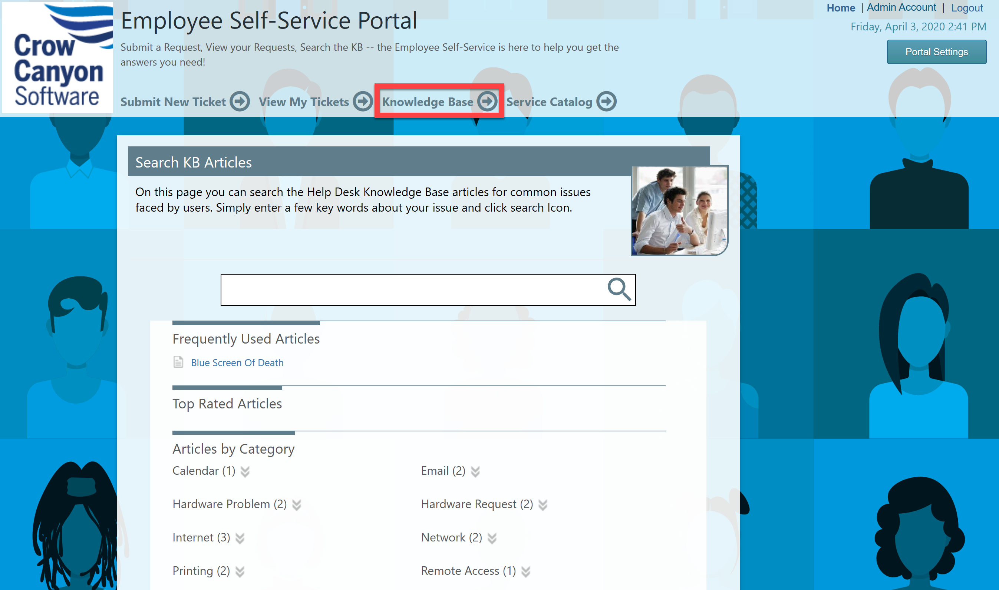 Crow
Canyon
Software
Employee Self-Service Portal
Submit a Request, View your Requests, Search the KB -- the Employee Self-Service is here to help you get the
answers you need!
Home | Admin Account | Logout
Friday, April 3, 2020 2:41 PM
Portal Settings
Submit New Ticket View My Tickets Knowledge Base Service Catalog
Search KB Articles
On this page you can search the Help Desk Knowledge Base articles for common issues
faced by users. Simply enter a few key words about your issue and click search Icon.
Frequently Used Articles
Blue Screen Of Death
Top Rated Articles
Articles by Category
Calendar (1) Email (2)
Hardware Problem (2) Hardware Request (2)
Internet (3) Network (2)
Printing (2) Remote Access (1)